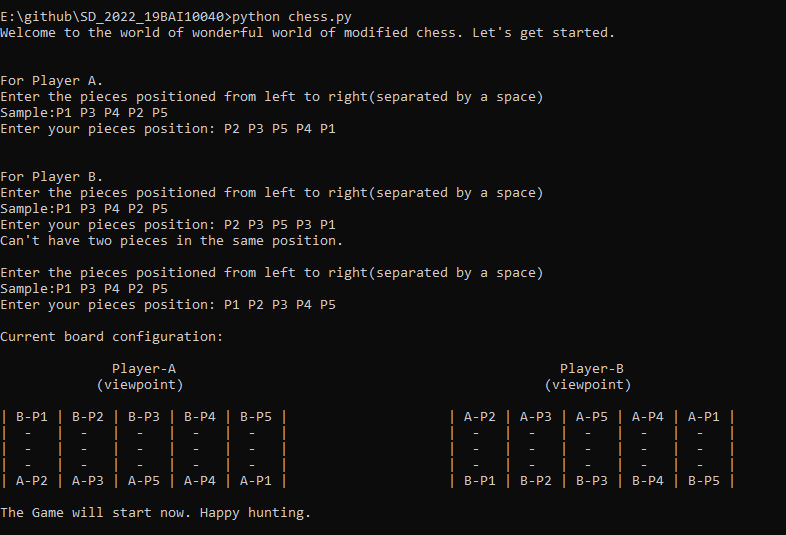 E:\github\SD_2022_19BAI10040>python chess.py
Welcome to the world of wonderful world of modified chess. Let's get started.
For Player A.
Enter the pieces positioned from left to right(separated by a space)
Sample:P1 P3 P4 P2 P5
Enter your pieces position: P2 P3 P5 P4 P1
For Player B.
Enter the pieces positioned from left to right(separated by a space)
Sample:P1 P3 P4 P2 P5
Enter your pieces position: P2 P3 P5 P3 P1
Can't have two pieces in the same position.
Enter the pieces positioned from left to right(separated by a space)
Sample:P1 P3 P4 P2 P5
Enter your pieces position: P1 P2 P3 P4 P5
Current board configuration:
Player-A Player-B
(viewpoint) (viewpoint)
| B-P1 | B-P2 | B-P3 | B-P4 | B-P5 | | A-P2 | A-P3 | A-P5 | A-P4 | A-P1 |
| - | - | - | - | - | | - | - | - | - | - |
| - | - | - | - | - | | - | - | - | - | - |
| - | - | - | - | - | | - | - | - | - | - |
| A-P2 | A-P3 | A-P5 | A-P4 | A-P1 | | B-P1 | B-P2 | B-P3 | B-P4 | B-P5 |
The Game will start now. Happy hunting.